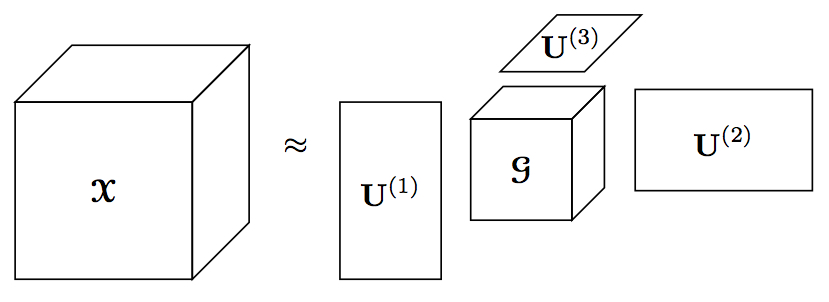 𝓧 ≈ U⁽¹⁾ 𝓖 U⁽³⁾ U⁽²⁾